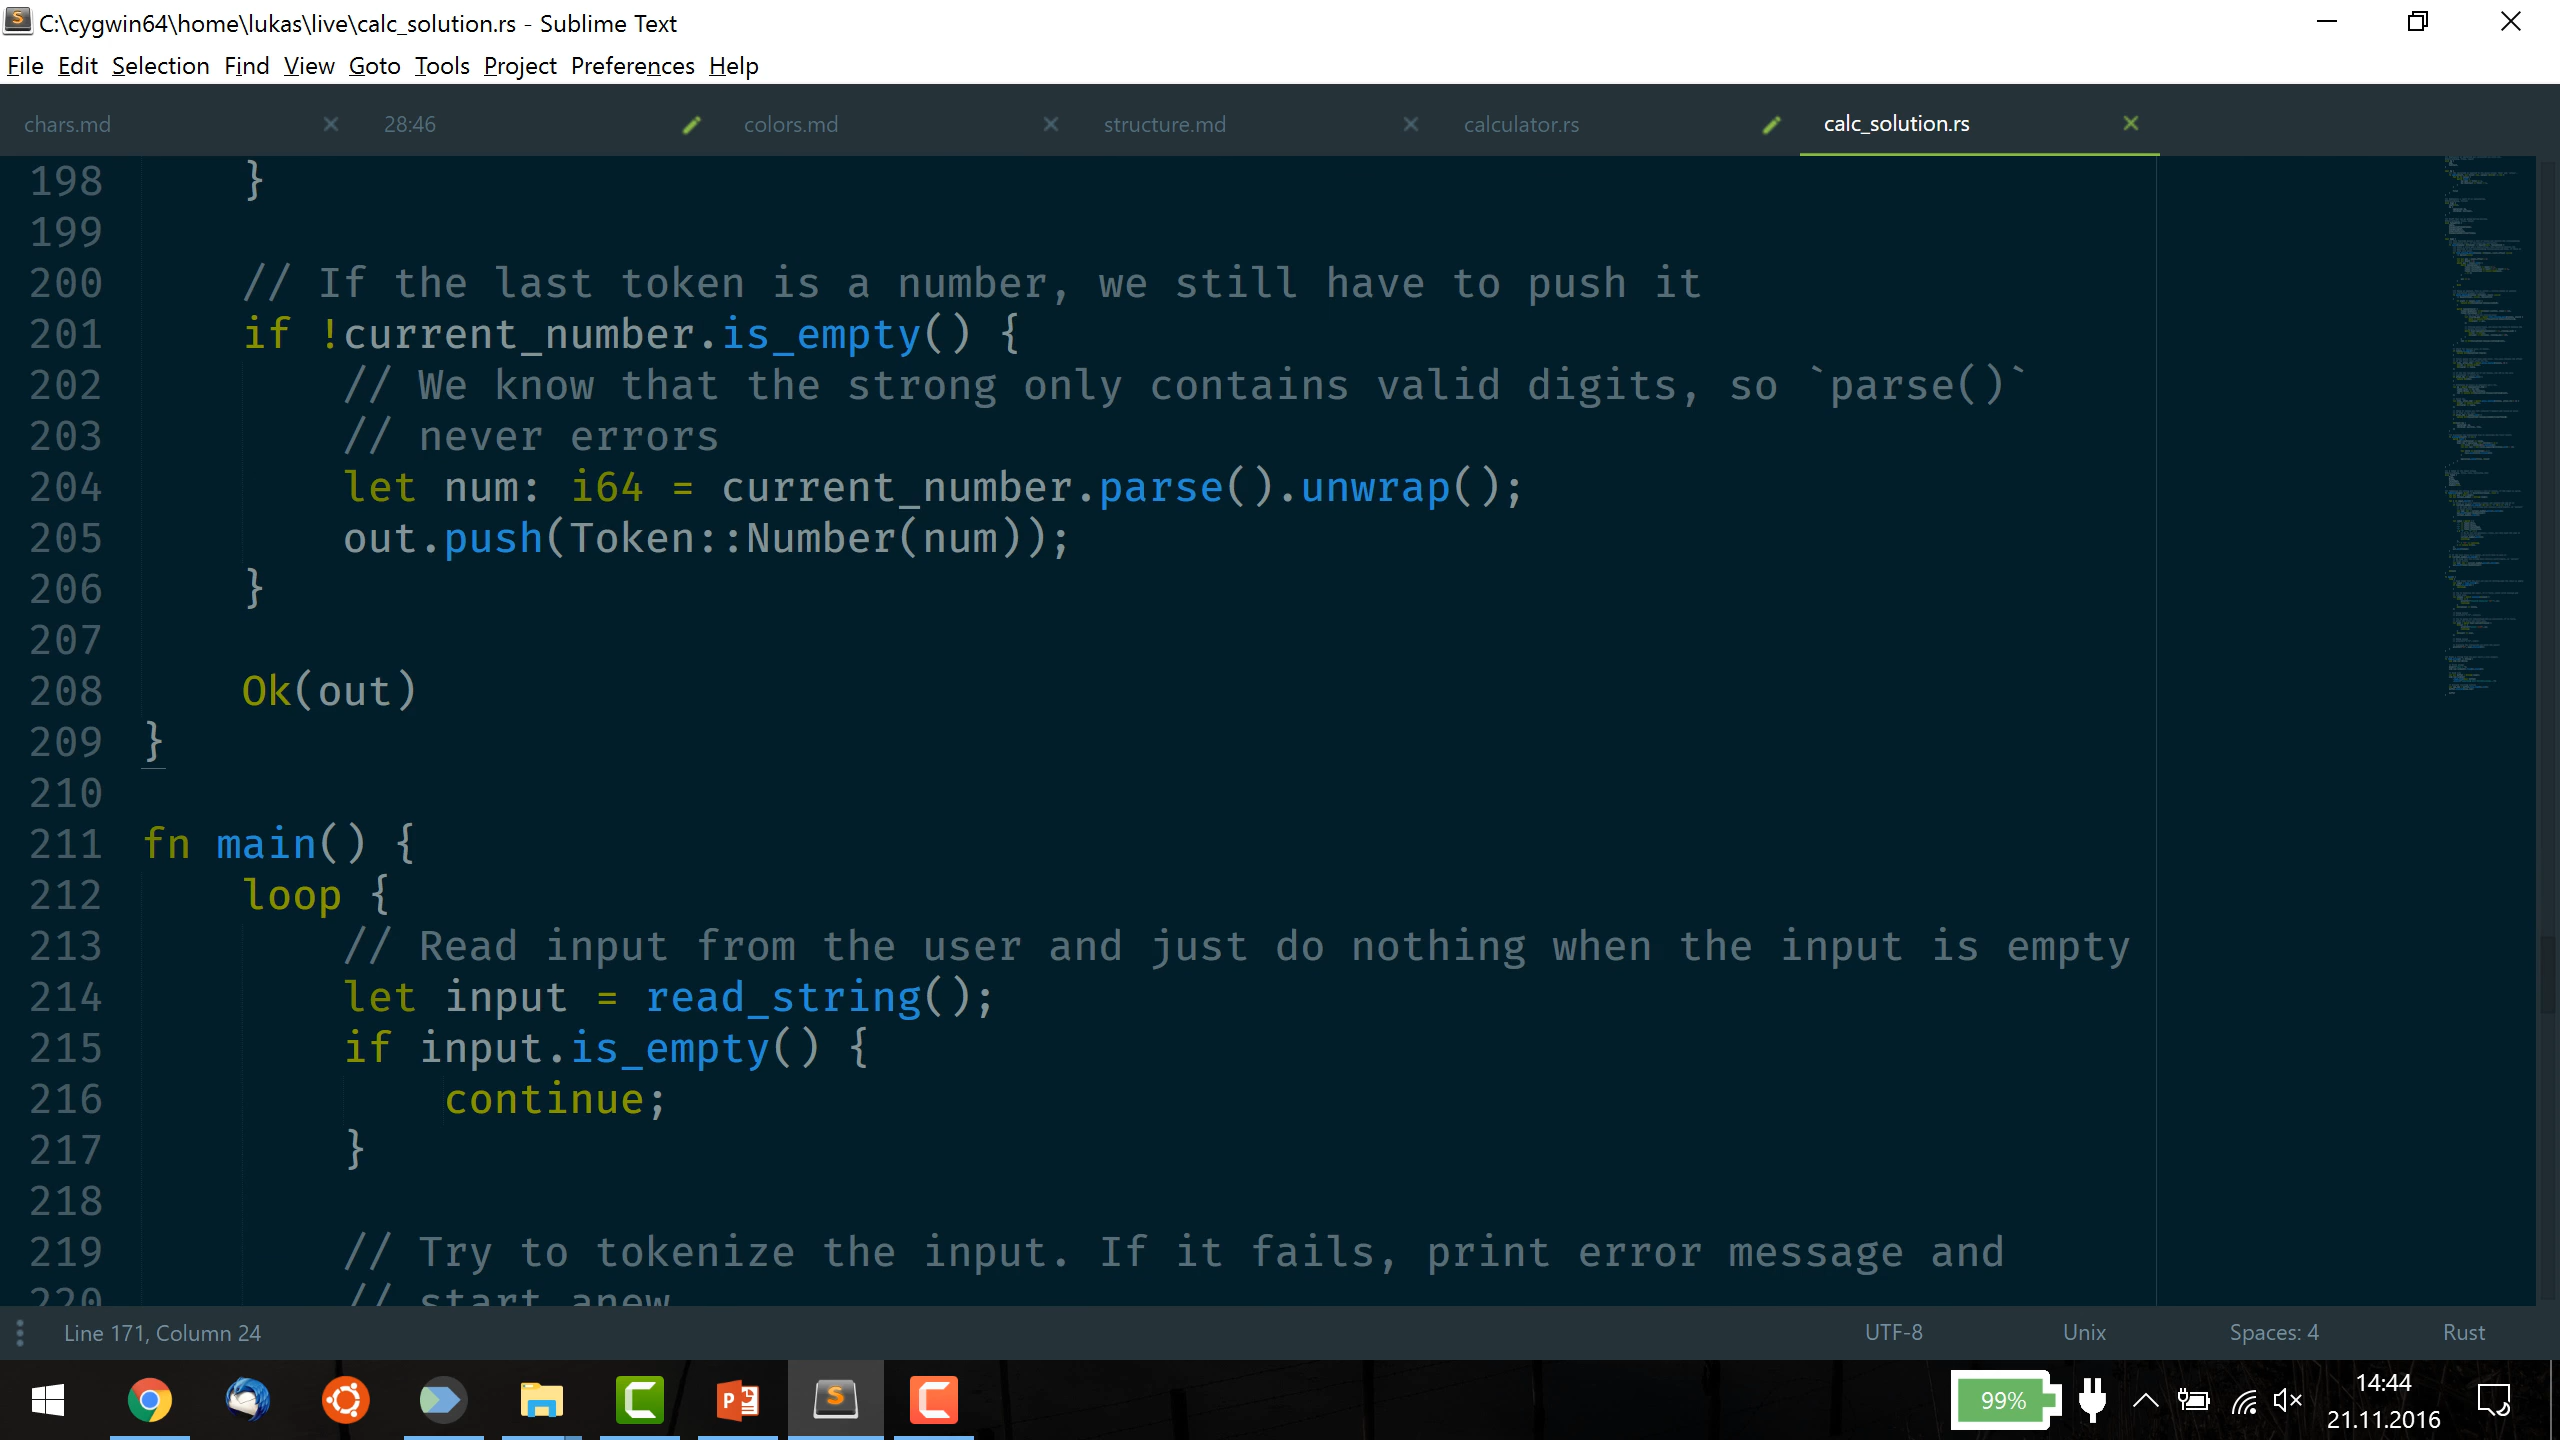 C:\cygwin64\home\lukas\live\calc_solution.rs - Sublime Text
File Edit Selection Find View Goto Tools Project Preferences Help
chars.md 28:46 colors.md structure.md calculator.rs calc_solution.rs
198 }
199
200 // If the last token is a number, we still have to push it
201 if !current_number.is_empty() {
202 // We know that the strong only contains valid digits, so `parse()`
203 // never errors
204 let num: i64 = current_number.parse().unwrap();
205 out.push(Token::Number(num));
206 }
207
208 Ok(out)
209 }
210
211 fn main() {
212 loop {
213 // Read input from the user and just do nothing when the input is empty
214 let input = read_string();
215 if input.is_empty() {
216 continue;
217 }
218
219 // Try to tokenize the input. If it fails, print error message and
220 // start anew
Line 171, Column 24 UTF-8 Unix Spaces: 4 Rust
99% 14:44
21.11.2016